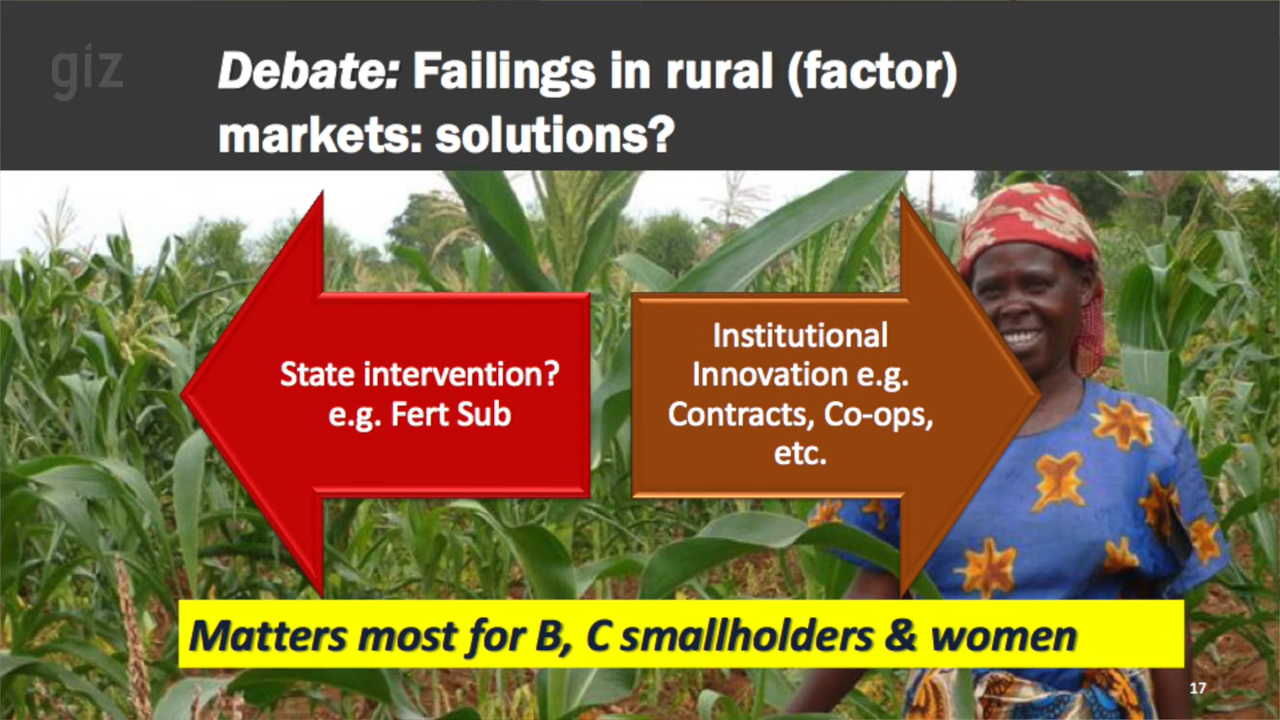 giz
Debate: Failings in rural (factor)
markets: solutions?
State intervention?
e.g. Fert Sub
Institutional
Innovation e.g.
Contracts, Co-ops,
etc.
Matters most for B, C smallholders & women
17